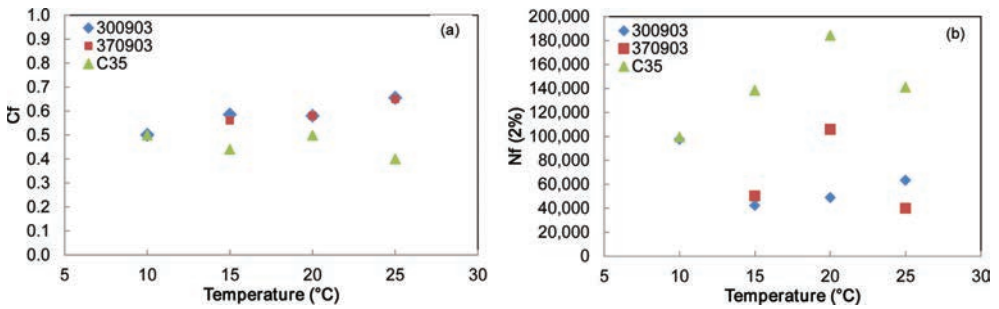 1.0
0.9
0.8
0.7
0.6
0.5
0.4
0.3
0.2
0.1
0.0
Cf
300903
370903
C35
(a)
5 10 15 20 25 30
Temperature (°C)
200,000
180,000
160,000
140,000
120,000
100,000
80,000
60,000
40,000
20,000
0
Nf (2%)
300903
370903
C35
(b)
5 10 15 20 25 30
Temperature (°C)